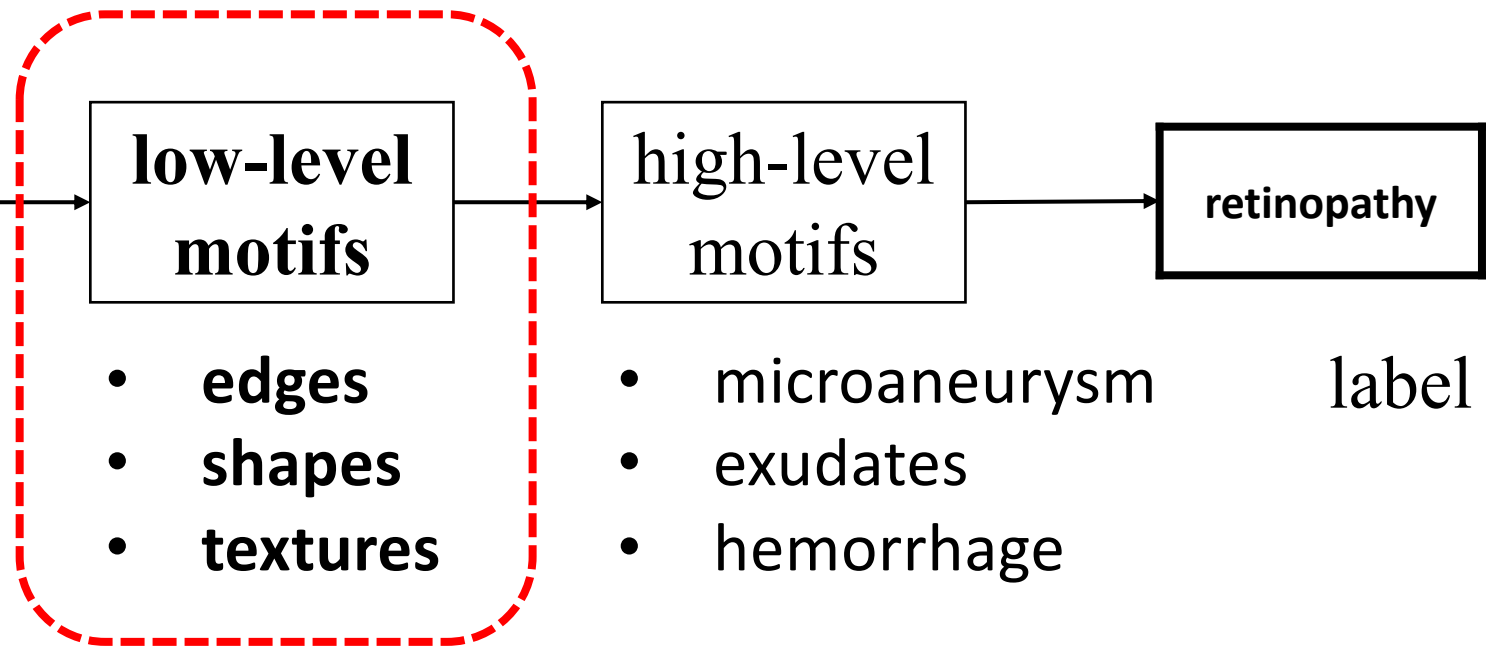 low-level
motifs
• edges
• shapes
• textures
high-level
motifs
• microaneurysm
• exudates
• hemorrhage
retinopathy
label